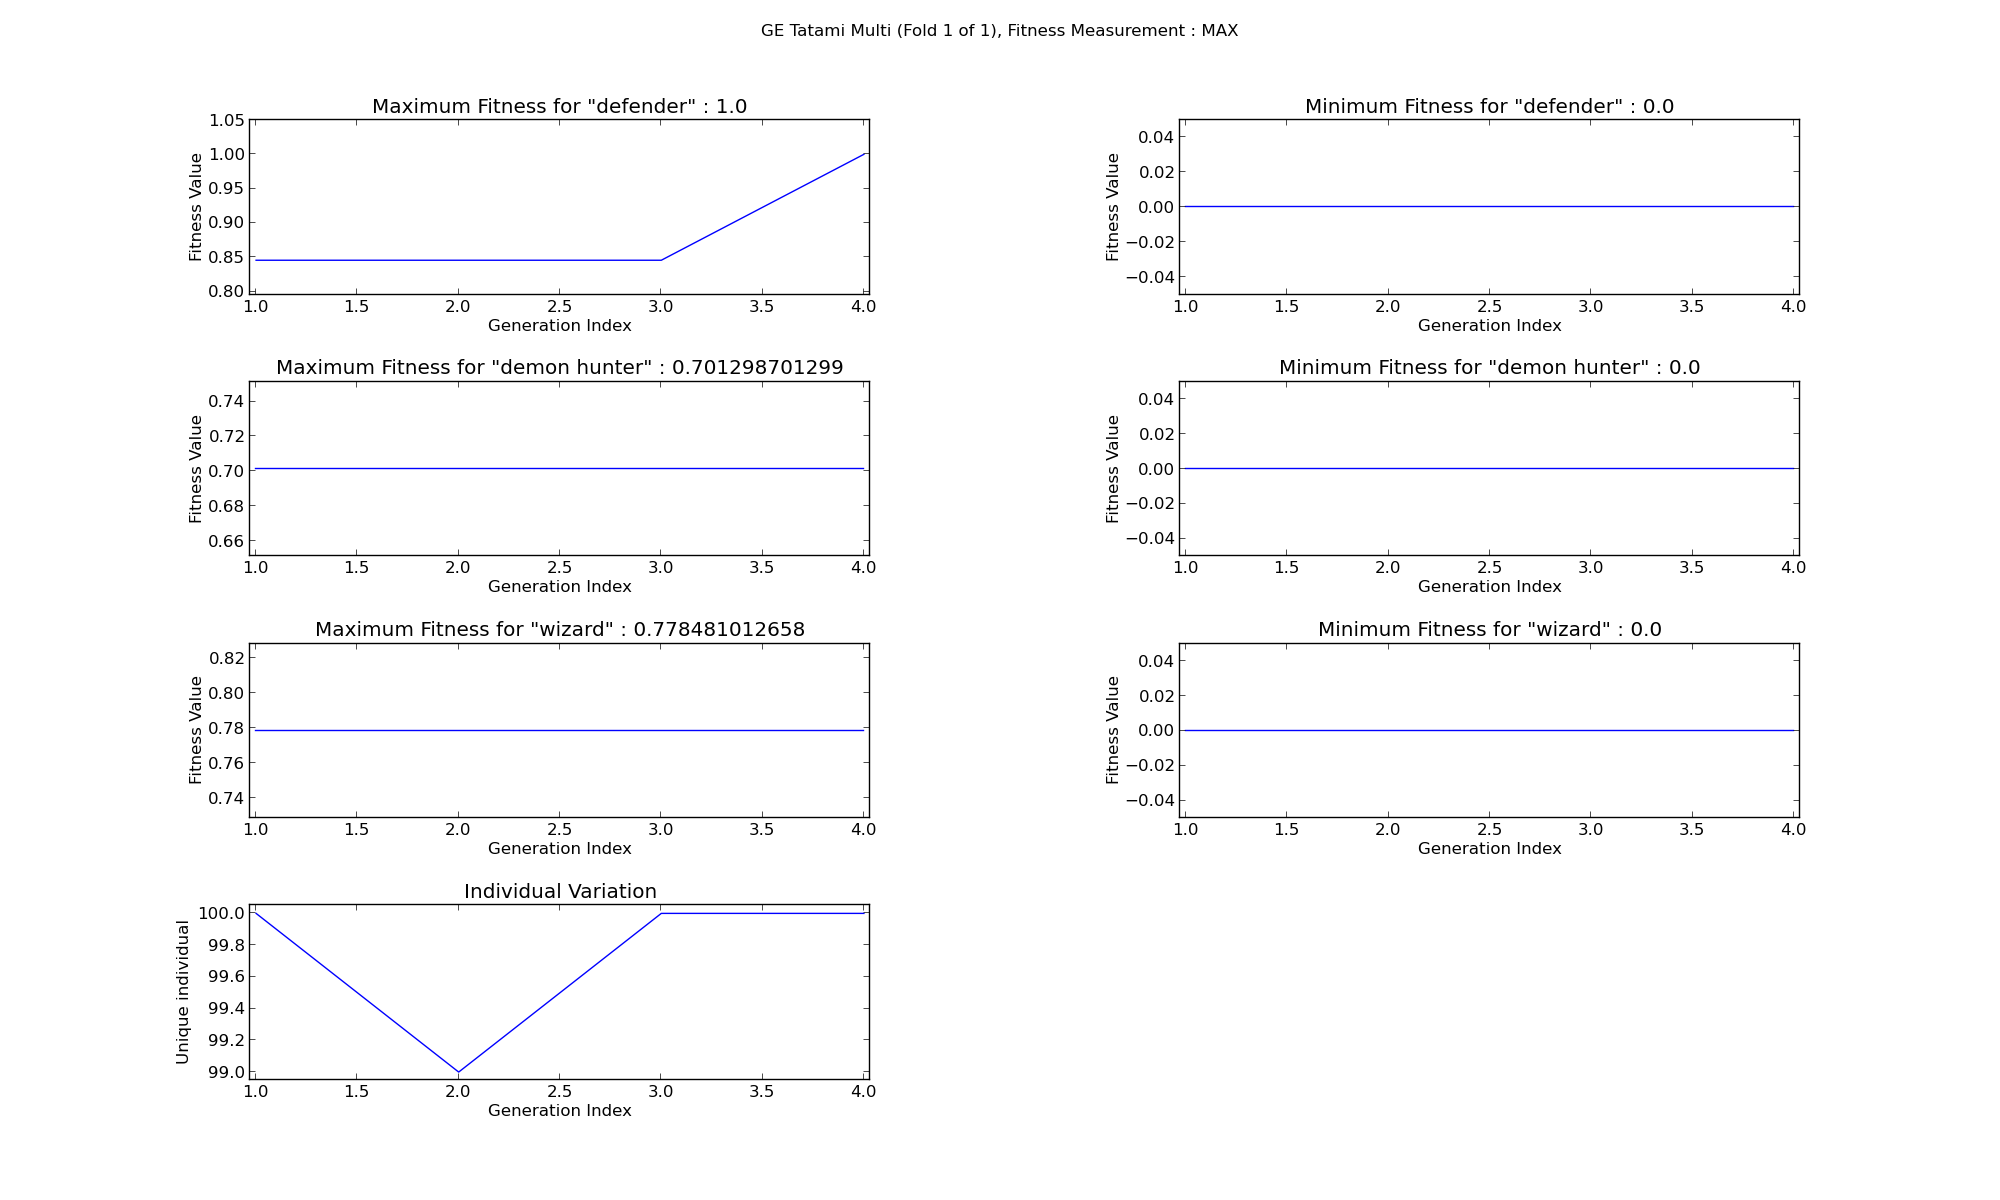 GE Tatami Multi (Fold 1 of 1), Fitness Measurement : MAX
Maximum Fitness for "defender" : 1.0
1.05
1.00
0.95
0.90
0.85
0.80
Fitness Value
1.0 1.5 2.0 2.5 3.0 3.5 4.0
Generation Index
Minimum Fitness for "defender" : 0.0
0.04
0.02
0.00
−0.02
−0.04
Fitness Value
1.0 1.5 2.0 2.5 3.0 3.5 4.0
Generation Index
Maximum Fitness for "demon hunter" : 0.701298701299
0.74
0.72
0.70
0.68
0.66
Fitness Value
1.0 1.5 2.0 2.5 3.0 3.5 4.0
Generation Index
Minimum Fitness for "demon hunter" : 0.0
0.04
0.02
0.00
−0.02
−0.04
Fitness Value
1.0 1.5 2.0 2.5 3.0 3.5 4.0
Generation Index
Maximum Fitness for "wizard" : 0.778481012658
0.82
0.80
0.78
0.76
0.74
Fitness Value
1.0 1.5 2.0 2.5 3.0 3.5 4.0
Generation Index
Minimum Fitness for "wizard" : 0.0
0.04
0.02
0.00
−0.02
−0.04
Fitness Value
1.0 1.5 2.0 2.5 3.0 3.5 4.0
Generation Index
Individual Variation
100.0
99.8
99.6
99.4
99.2
99.0
Unique individual
1.0 1.5 2.0 2.5 3.0 3.5 4.0
Generation Index